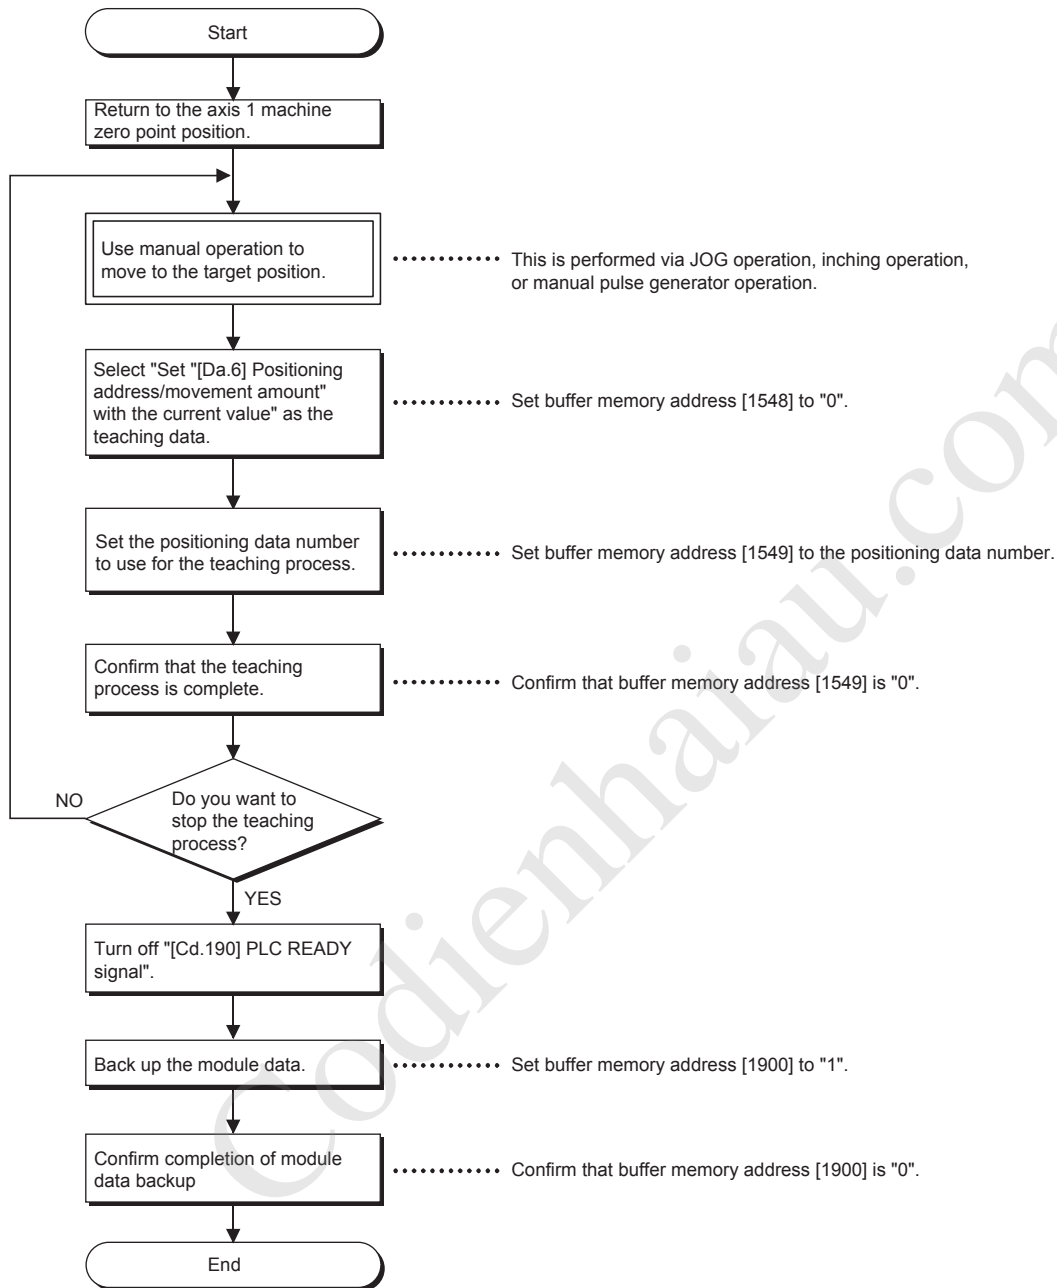 Start
Return to the axis 1 machine
zero point position.
Use manual operation to
move to the target position.
This is performed via JOG operation, inching operation,
or manual pulse generator operation.
Select "Set "[Da.6] Positioning
address/movement amount"
with the current value" as the
teaching data.
Set buffer memory address [1548] to "0".
Set the positioning data number
to use for the teaching process.
Set buffer memory address [1549] to the positioning data number.
Confirm that the teaching
process is complete.
Confirm that buffer memory address [1549] is "0".
NO
Do you want to
stop the teaching
process?
YES
Turn off "[Cd.190] PLC READY
signal".
Back up the module data.
Set buffer memory address [1900] to "1".
Confirm completion of module
data backup
Confirm that buffer memory address [1900] is "0".
End
Codienhaiau.com